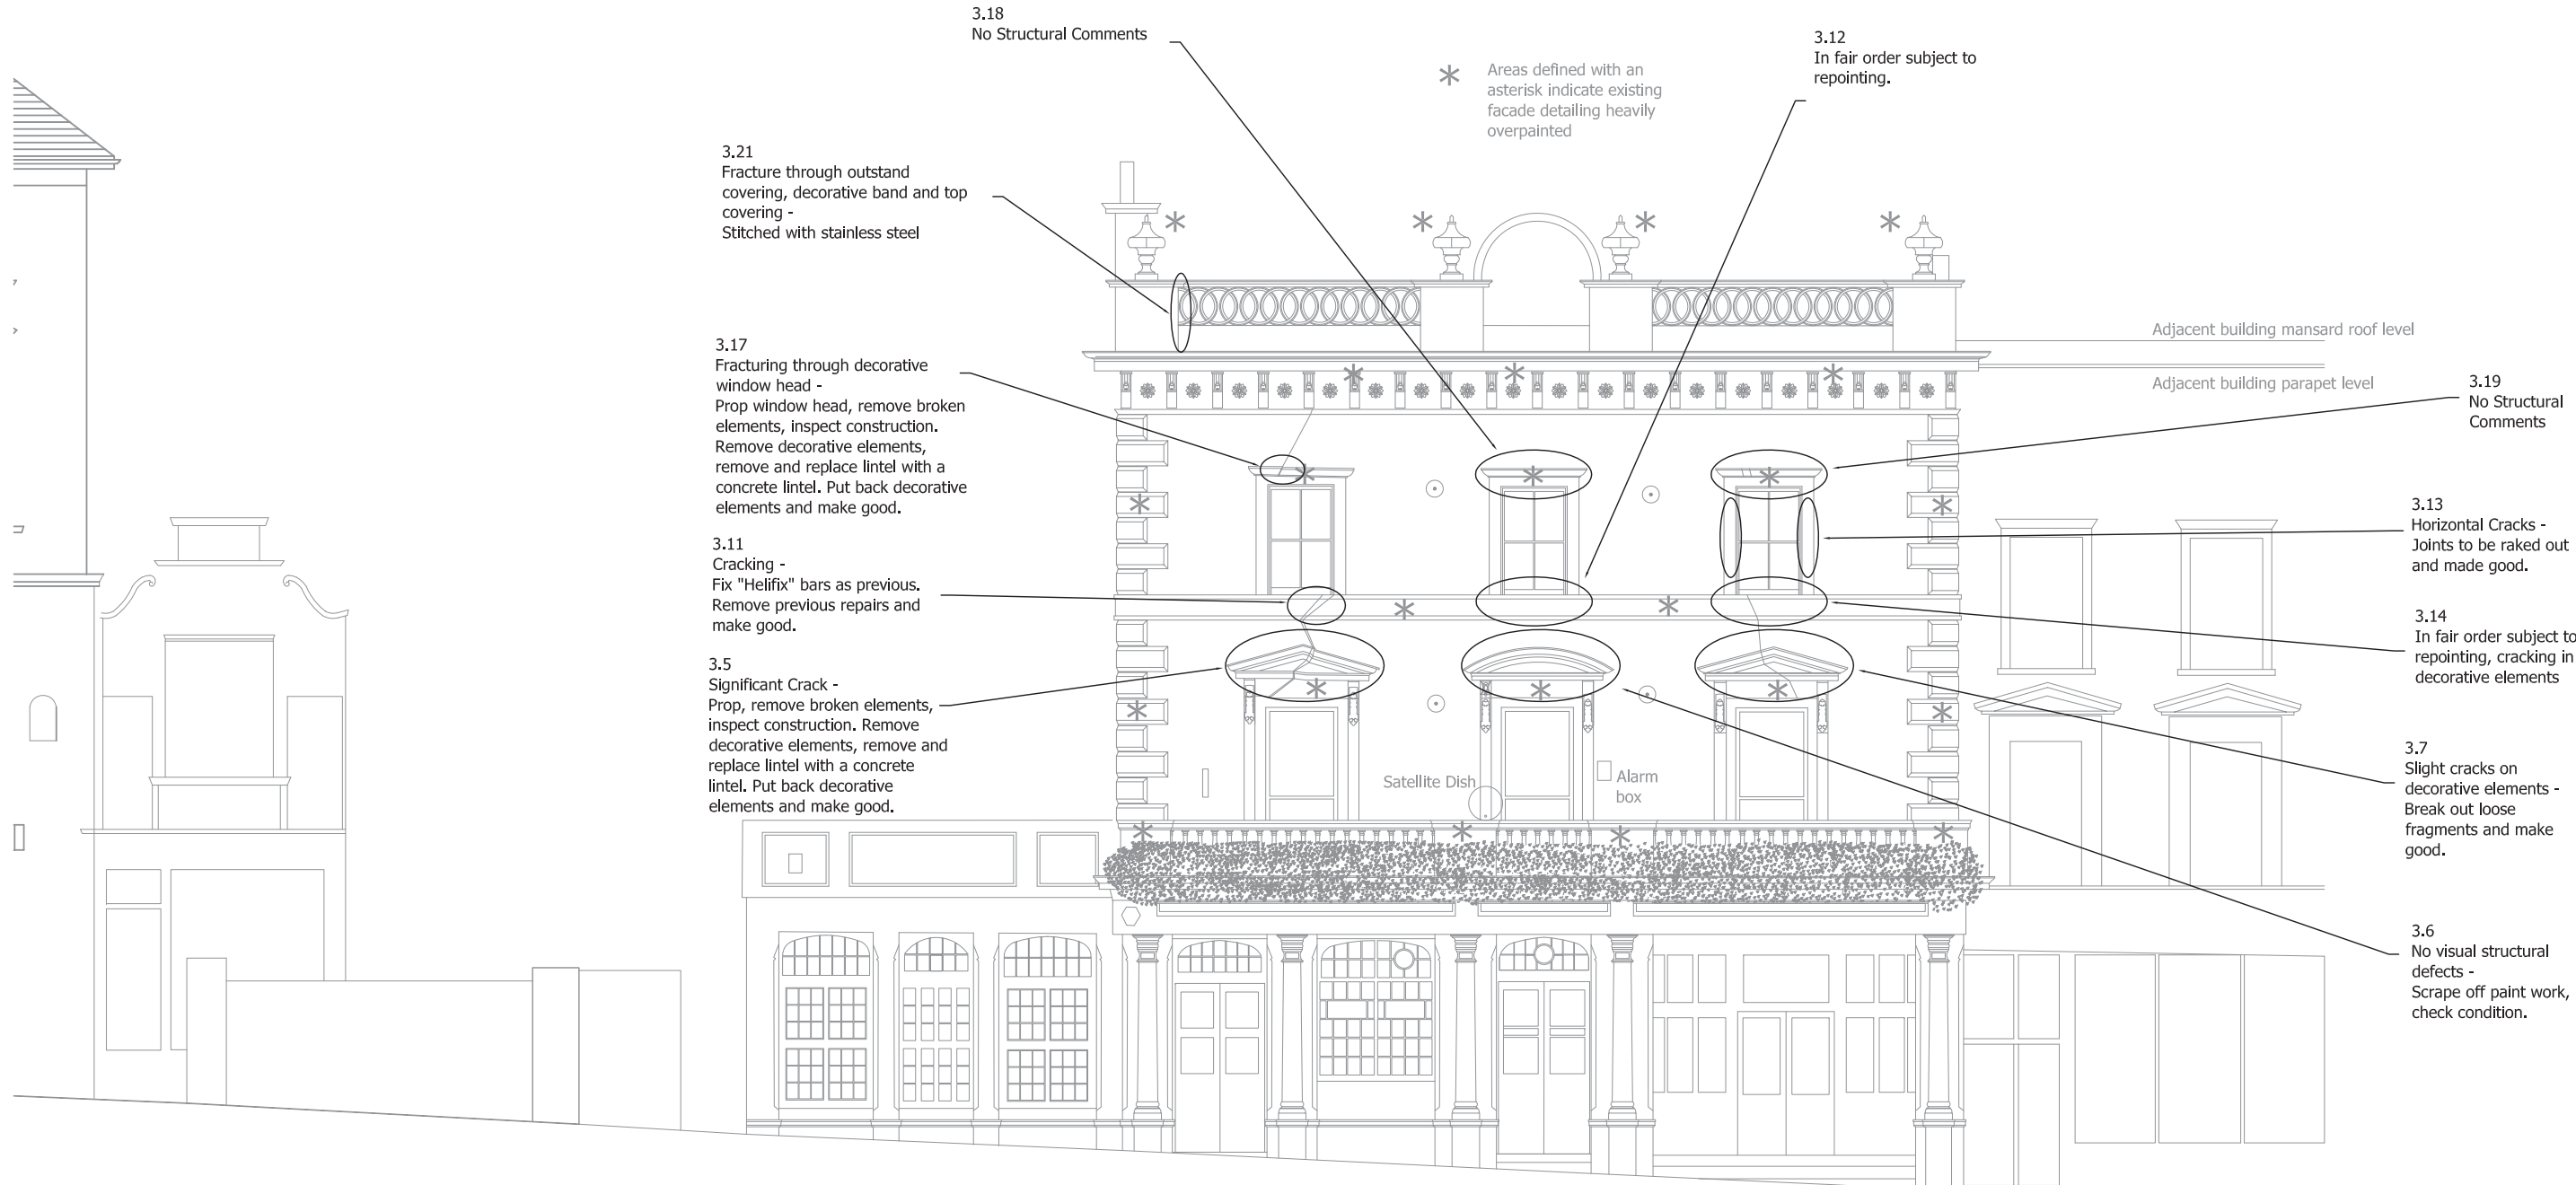 3.18
No Structural Comments
3.12
In fair order subject to
repointing.
Areas defined with an
asterisk indicate existing
facade detailing heavily
overpainted
3.21
Fracture through outstand
covering, decorative band and top
covering -
Stitched with stainless steel
3.17
Fracturing through decorative
window head -
Prop window head, remove broken
elements, inspect construction.
Remove decorative elements,
remove and replace lintel with a
concrete lintel. Put back decorative
elements and make good.
3.11
Cracking -
Fix "Helifix" bars as previous.
Remove previous repairs and
make good.
3.5
Significant Crack -
Prop, remove broken elements,
inspect construction. Remove
decorative elements, remove and
replace lintel with a concrete
lintel. Put back decorative
elements and make good.
Satellite Dish
Alarm
box
Adjacent building mansard roof level
Adjacent building parapet level
3.19
No Structural
Comments
3.13
Horizontal Cracks -
Joints to be raked out
and made good.
3.14
In fair order subject to
repointing, cracking in
decorative elements
3.7
Slight cracks on
decorative elements -
Break out loose
fragments and make
good.
3.6
No visual structural
defects -
Scrape off paint work,
check condition.